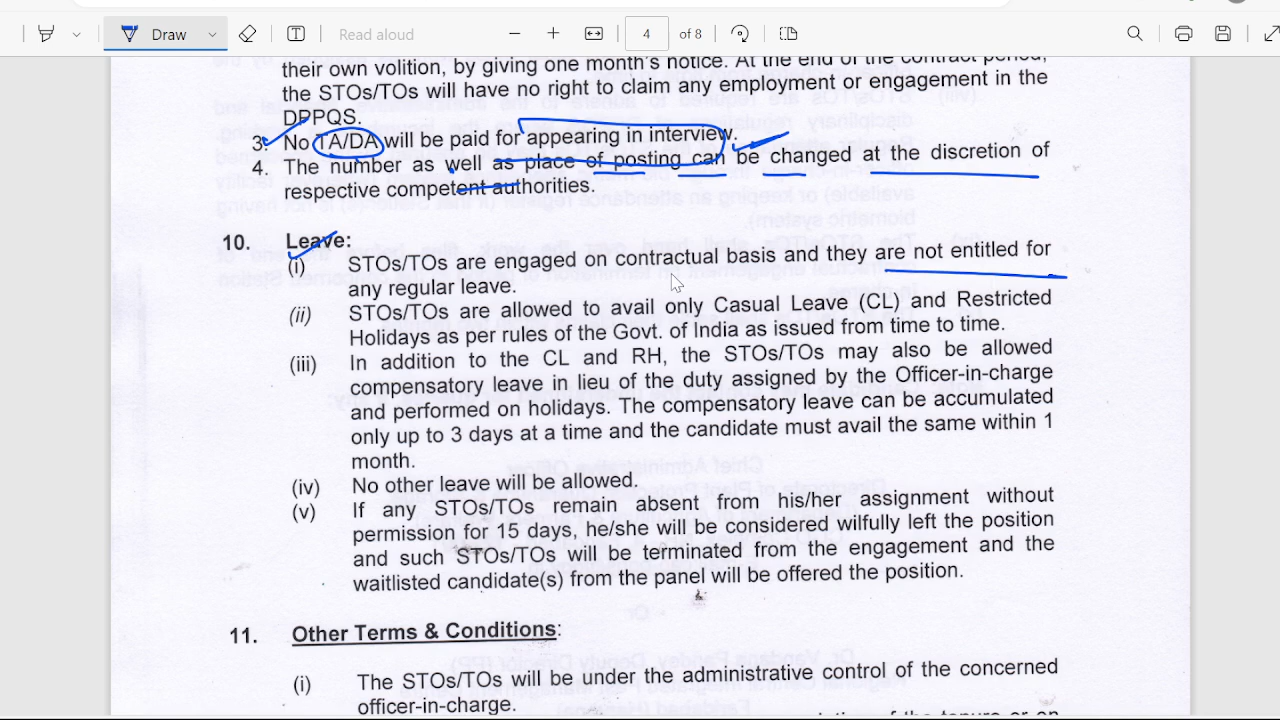 Draw
Read aloud
4 of 8
their own volition, by giving one month's notice. At the end of the contract period,
the STOs/TOs will have no right to claim any employment or engagement in the
DPPQS.
3. No TA/DA will be paid for appearing in interview.
4. The number as well as place of posting can be changed at the discretion of
respective competent authorities.
10. Leave:
(i) STOs/TOs are engaged on contractual basis and they are not entitled for
any regular leave.
(ii) STOs/TOs are allowed to avail only Casual Leave (CL) and Restricted
Holidays as per rules of the Govt. of India as issued from time to time.
(iii) In addition to the CL and RH, the STOs/TOs may also be allowed
compensatory leave in lieu of the duty assigned by the Officer-in-charge
and performed on holidays. The compensatory leave can be accumulated
only up to 3 days at a time and the candidate must avail the same within 1
month.
(iv) No other leave will be allowed.
(v) If any STOs/TOs remain absent from his/her assignment without
permission for 15 days, he/she will be considered wilfully left the position
and such STOs/TOs will be terminated from the engagement and the
waitlisted candidate(s) from the panel will be offered the position.
11. Other Terms & Conditions:
(i) The STOs/TOs will be under the administrative control of the concerned
officer-in-charge.